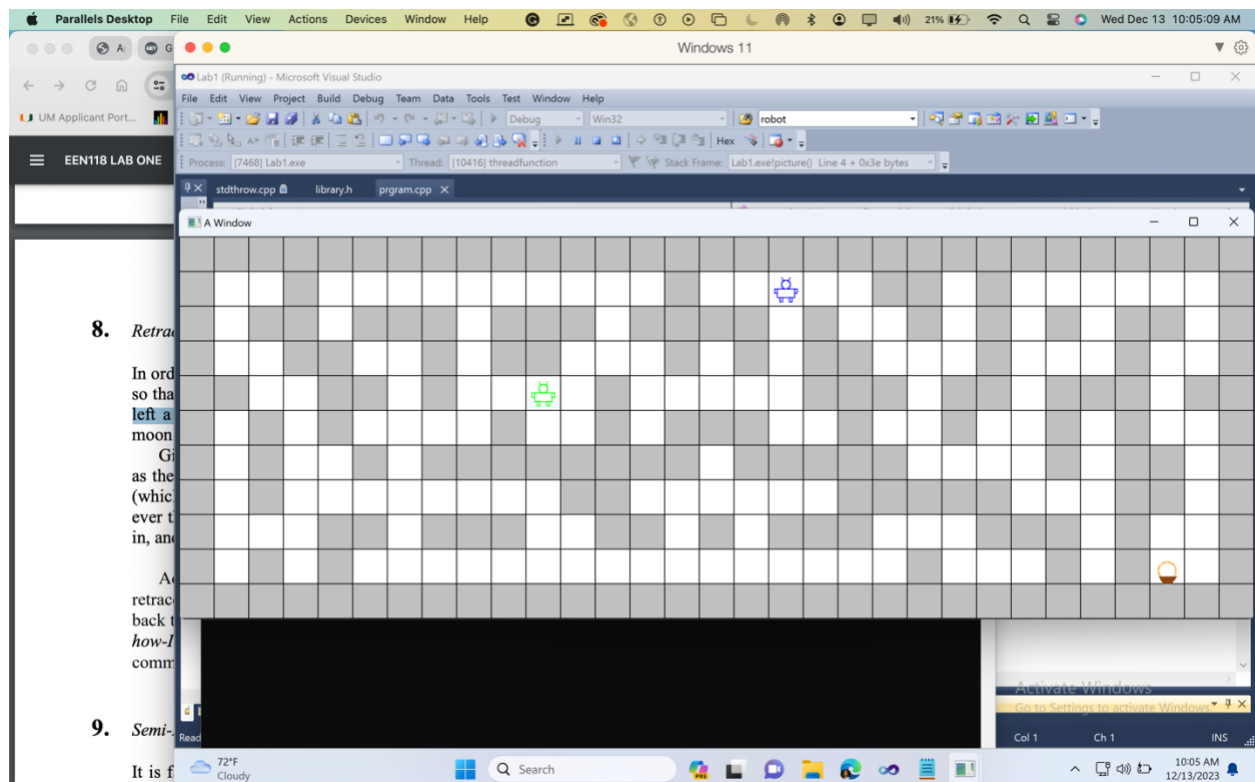 Parallels Desktop File Edit View Actions Devices Window Help 21% Wed Dec 13 10:05:09 AM
Windows 11
Lab1 (Running) - Microsoft Visual Studio
File Edit View Project Build Debug Team Data Tools Test Window Help
UM Applicant Port...
Debug Win32 robot
Hex
EEN118 LAB ONE
Process: [7468] Lab1.exe Thread: [10416] threadfunction Stack Frame: Lab1.exe!picture() Line 4 + 0x3e bytes
stdthrow.cpp library.h prgram.cpp
A Window
8. Retra
In ord
so tha
left a
moon
Gi
as the
(whic
ever t
in, and
A
retrac
back t
how-I
comm
9. Semi-
It is f
Activate Windows
Go to Settings to activate Windows.
Read Col 1 Ch 1 INS
72°F
Cloudy
Search
10:05 AM
12/13/2023